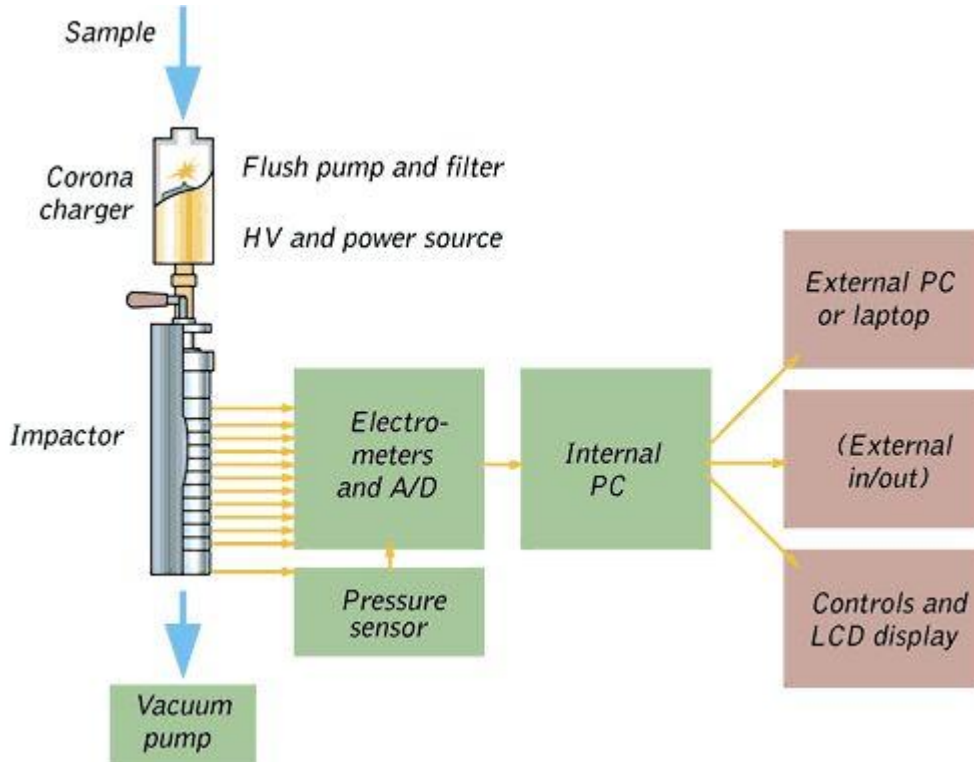 Sample
Corona
charger
Flush pump and filter
HV and power source
Impactor
Electro-
meters
and A/D
Pressure
sensor
Vacuum
pump
Internal
PC
External PC
or laptop
(External
in/out)
Controls and
LCD display